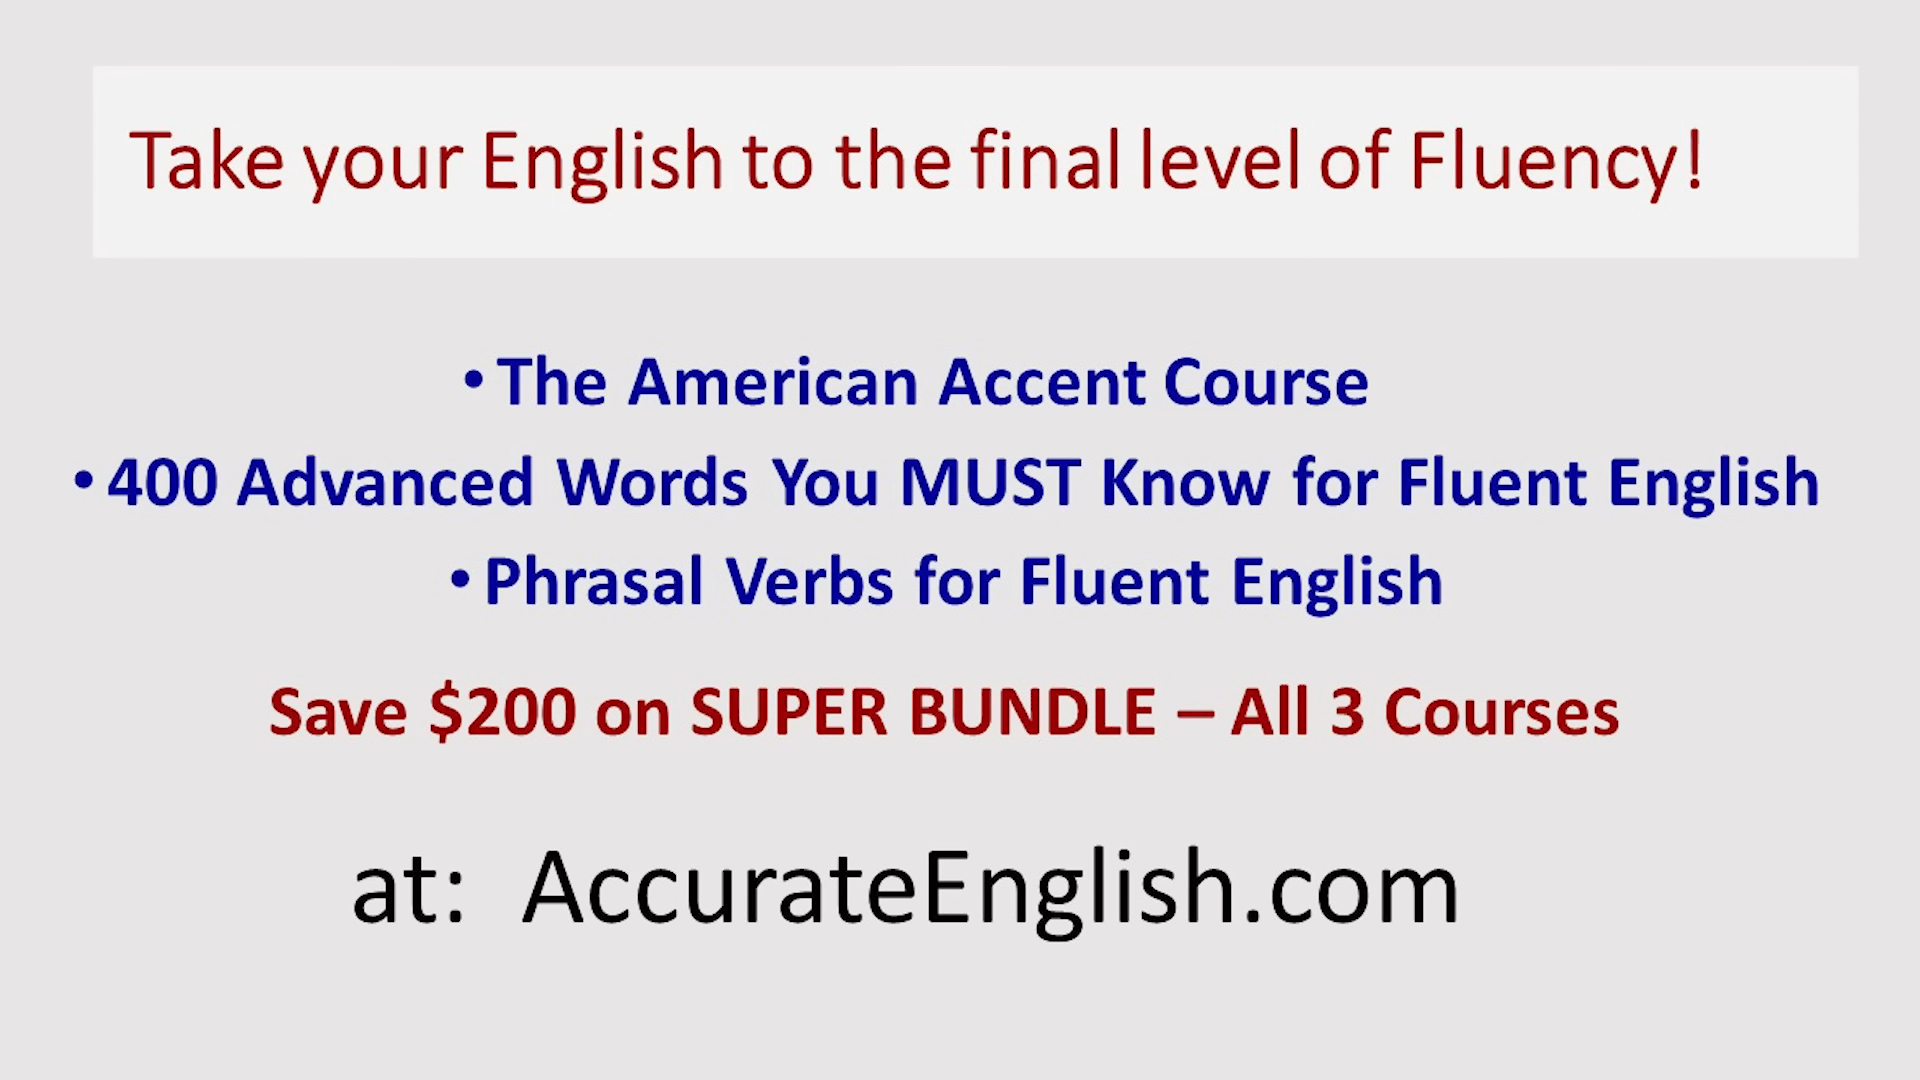 Take your English to the final level of Fluency!
• The American Accent Course
• 400 Advanced Words You MUST Know for Fluent English
• Phrasal Verbs for Fluent English
Save $200 on SUPER BUNDLE – All 3 Courses
at: AccurateEnglish.com